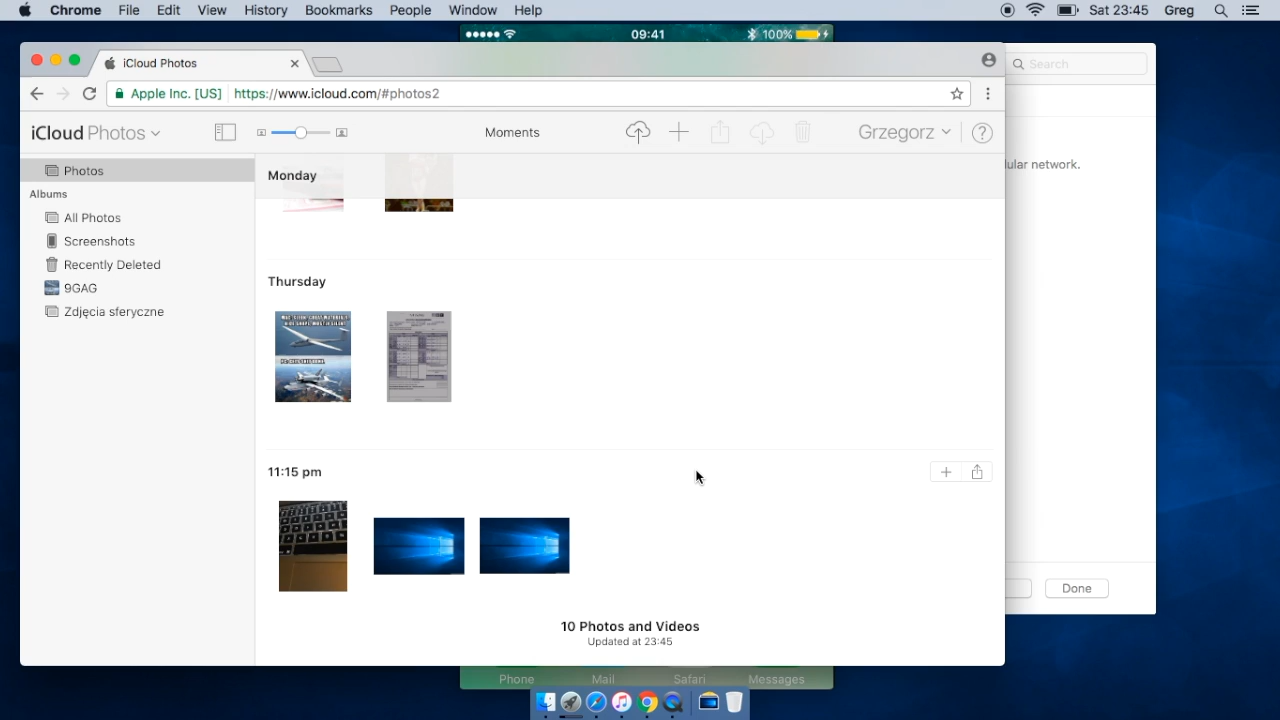 Chrome File Edit View History Bookmarks People Window Help Sat 23:45 Greg
09:41 100%
iCloud Photos
Search
Apple Inc. [US] https://www.icloud.com/#photos2
iCloud Photos Moments Grzegorz ?
Photos
Albums
All Photos
Screenshots
Recently Deleted
9GAG
Zdjęcia sferyczne
Monday
Thursday
11:15 pm
10 Photos and Videos
Updated at 23:45
lular network.
Done
Phone Mail Safari Messages